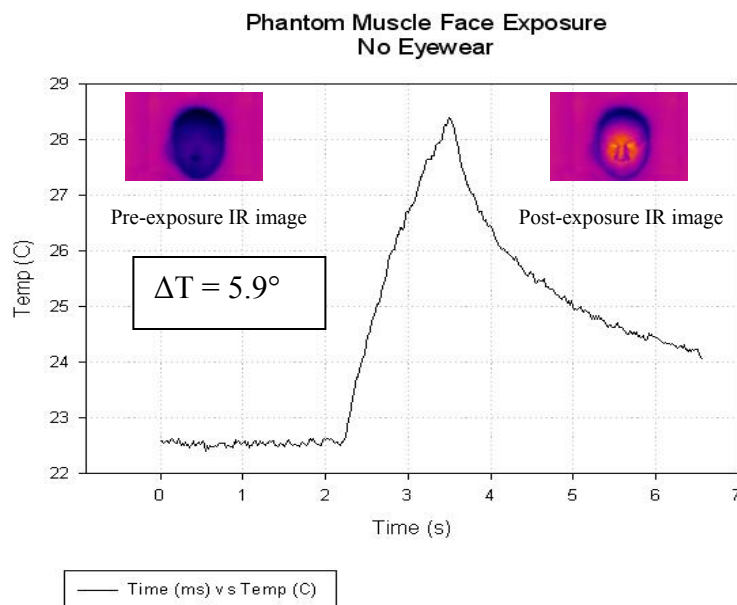 Phantom Muscle Face Exposure
No Eyewear
29
28
27
26
25
24
23
22
Temp (C)
Pre-exposure IR image
Post-exposure IR image
ΔT = 5.9°
0 1 2 3 4 5 6 7
Time (s)
Time (ms) vs Temp (C)